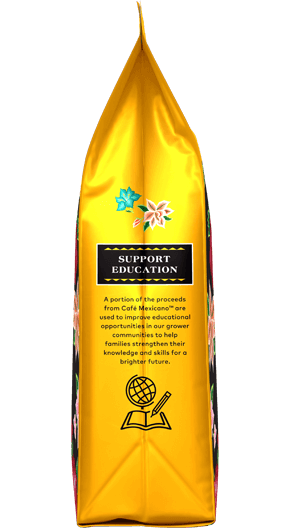 SUPPORT
EDUCATION
A portion of the proceeds
from Café Mexicano™ are
used to improve educational
opportunities in our grower
communities to help
families strengthen their
knowledge and skills for a
brighter future.